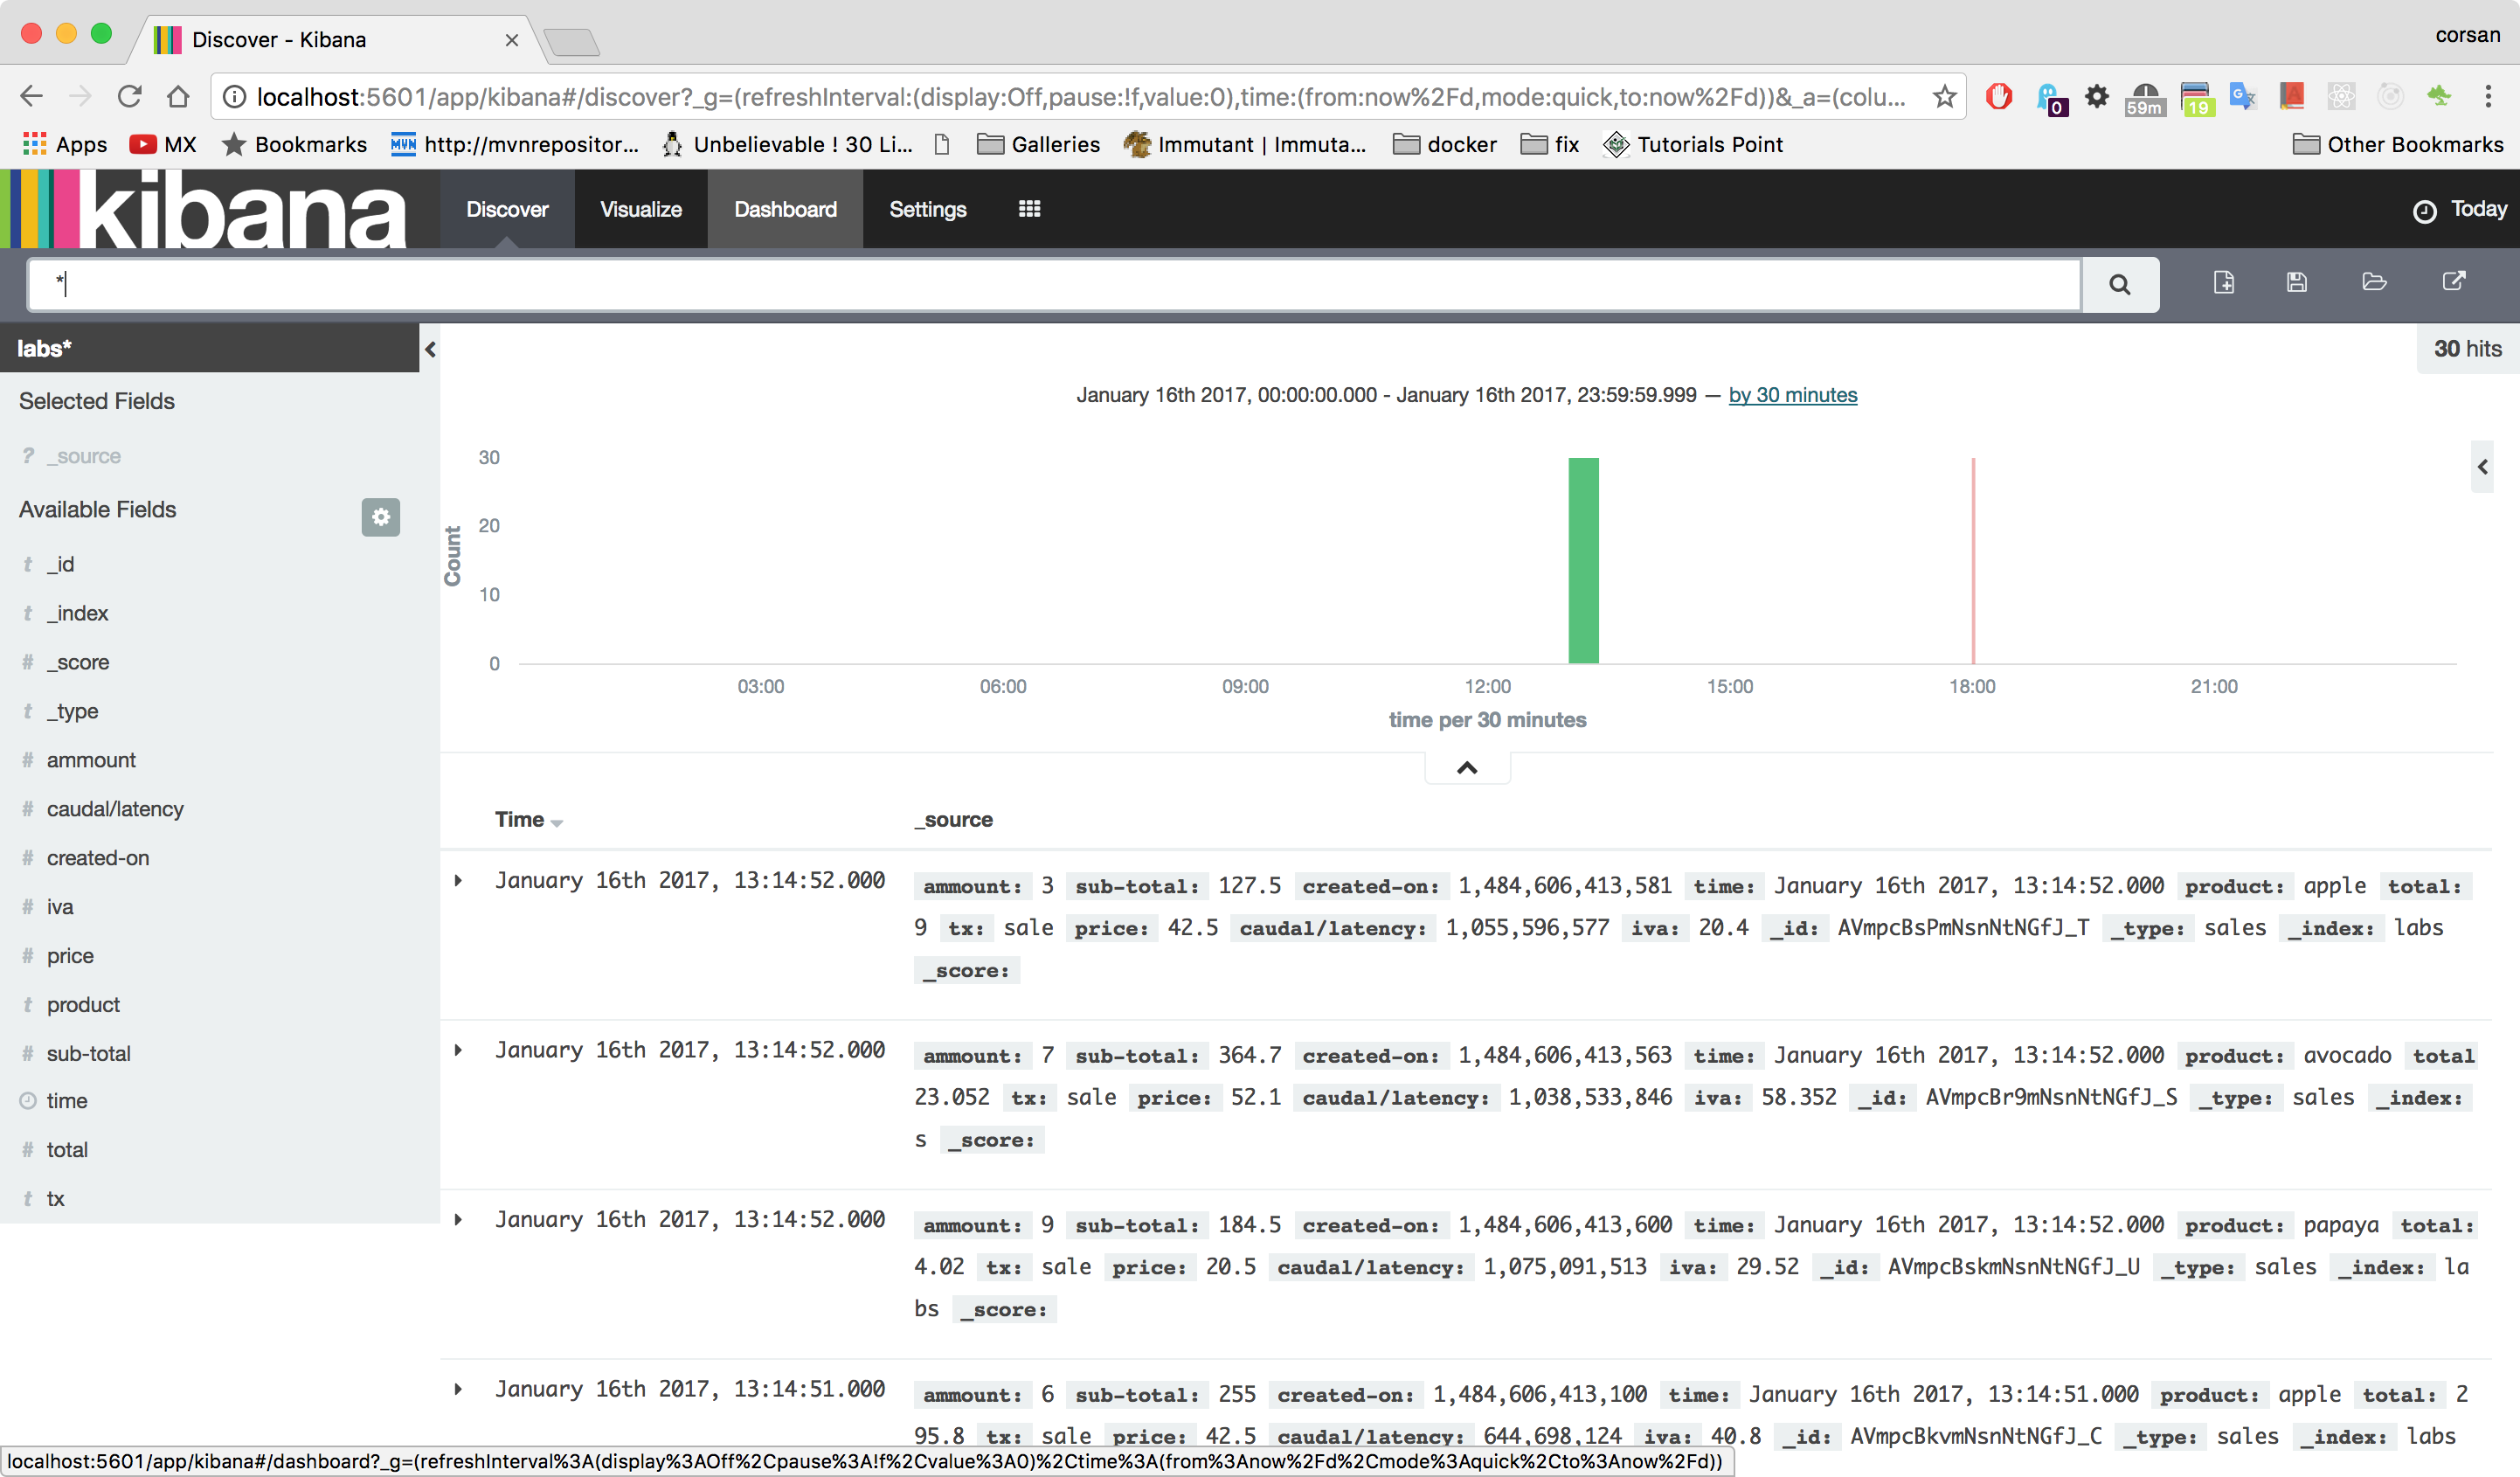 Discover - Kibana
corsan
localhost:5601/app/kibana#/discover?_g=(refreshInterval:(display:Off,pause:!f,value:0),time:(from:now%2Fd,mode:quick,to:now%2Fd))&_a=(colu...
0 59m 19
Apps MX Bookmarks MVN http://mvnrepositor... Unbelievable ! 30 Li... Galleries Immutant | Immuta... docker fix Tutorials Point Other Bookmarks
kibana Discover Visualize Dashboard Settings Today
*
labs*
30 hits
Selected Fields
? _source
Available Fields
t _id
t _index
# _score
t _type
# ammount
# caudal/latency
# created-on
# iva
# price
t product
# sub-total
time
# total
t tx
January 16th 2017, 00:00:00.000 - January 16th 2017, 23:59:59.999 — by 30 minutes
Count
30
20
10
0
03:00 06:00 09:00 12:00 15:00 18:00 21:00
time per 30 minutes
Time _source
January 16th 2017, 13:14:52.000 ammount: 3 sub-total: 127.5 created-on: 1,484,606,413,581 time: January 16th 2017, 13:14:52.000 product: apple total:
9 tx: sale price: 42.5 caudal/latency: 1,055,596,577 iva: 20.4 _id: AVmpcBsPmNsnNtNGfJ_T _type: sales _index: labs
_score:
January 16th 2017, 13:14:52.000 ammount: 7 sub-total: 364.7 created-on: 1,484,606,413,563 time: January 16th 2017, 13:14:52.000 product: avocado total
23.052 tx: sale price: 52.1 caudal/latency: 1,038,533,846 iva: 58.352 _id: AVmpcBr9mNsnNtNGfJ_S _type: sales _index:
s _score:
January 16th 2017, 13:14:52.000 ammount: 9 sub-total: 184.5 created-on: 1,484,606,413,600 time: January 16th 2017, 13:14:52.000 product: papaya total:
4.02 tx: sale price: 20.5 caudal/latency: 1,075,091,513 iva: 29.52 _id: AVmpcBskmNsnNtNGfJ_U _type: sales _index: la
bs _score:
January 16th 2017, 13:14:51.000 ammount: 6 sub-total: 255 created-on: 1,484,606,413,100 time: January 16th 2017, 13:14:51.000 product: apple total: 2
95.8 tx: sale price: 42.5 caudal/latency: 644,698,124 iva: 40.8 _id: AVmpcBkvmNsnNtNGfJ_C _type: sales _index: labs
localhost:5601/app/kibana#/dashboard?_g=(refreshInterval%3A(display%3AOff%2Cpause%3A!f%2Cvalue%3A0)%2Ctime%3A(from%3Anow%2Fd%2Cmode%3Aquick%2Cto%3Anow%2Fd))